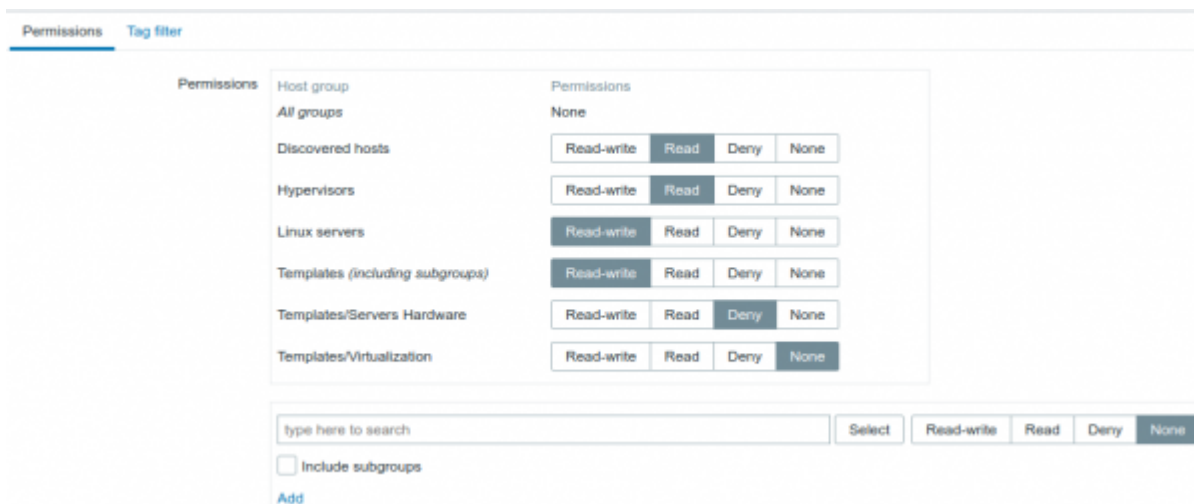 Permissions Tag filter
Permissions Host group Permissions
All groups None
Discovered hosts Read-write Read Deny None
Hypervisors Read-write Read Deny None
Linux servers Read-write Read Deny None
Templates (including subgroups) Read-write Read Deny None
Templates/Servers Hardware Read-write Read Deny None
Templates/Virtualization Read-write Read Deny None
type here to search Select Read-write Read Deny None
Include subgroups
Add